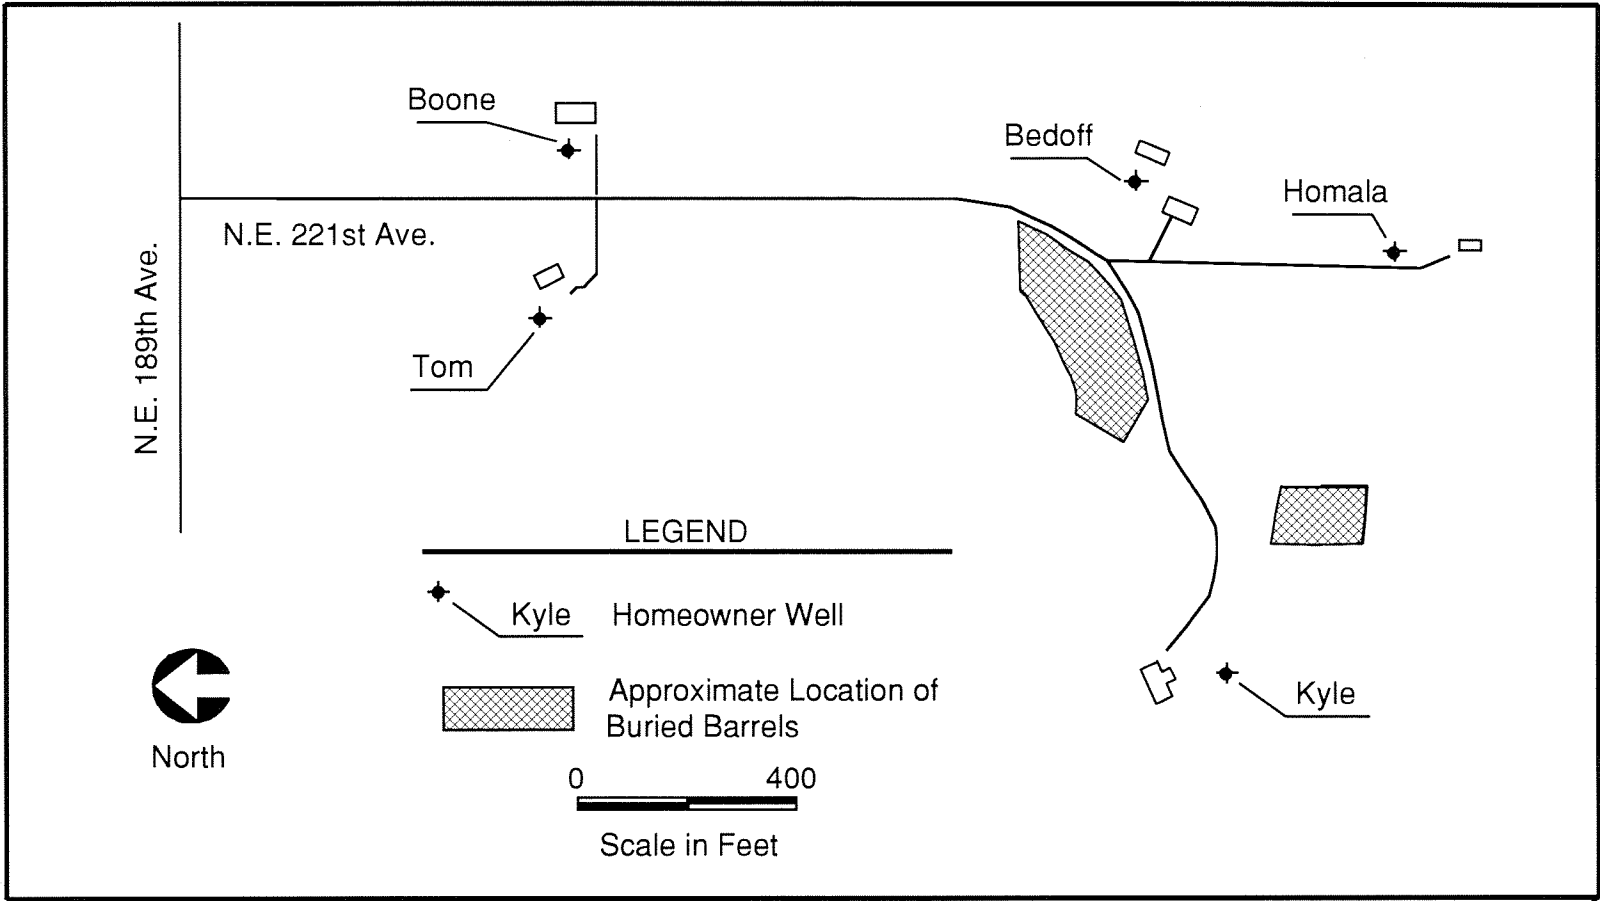 Boone
Bedoff
Homala
N.E. 221st Ave.
N.E. 189th Ave.
Tom
LEGEND
Kyle
Homeowner Well
Approximate Location of
Buried Barrels
Kyle
North
0 400
Scale in Feet